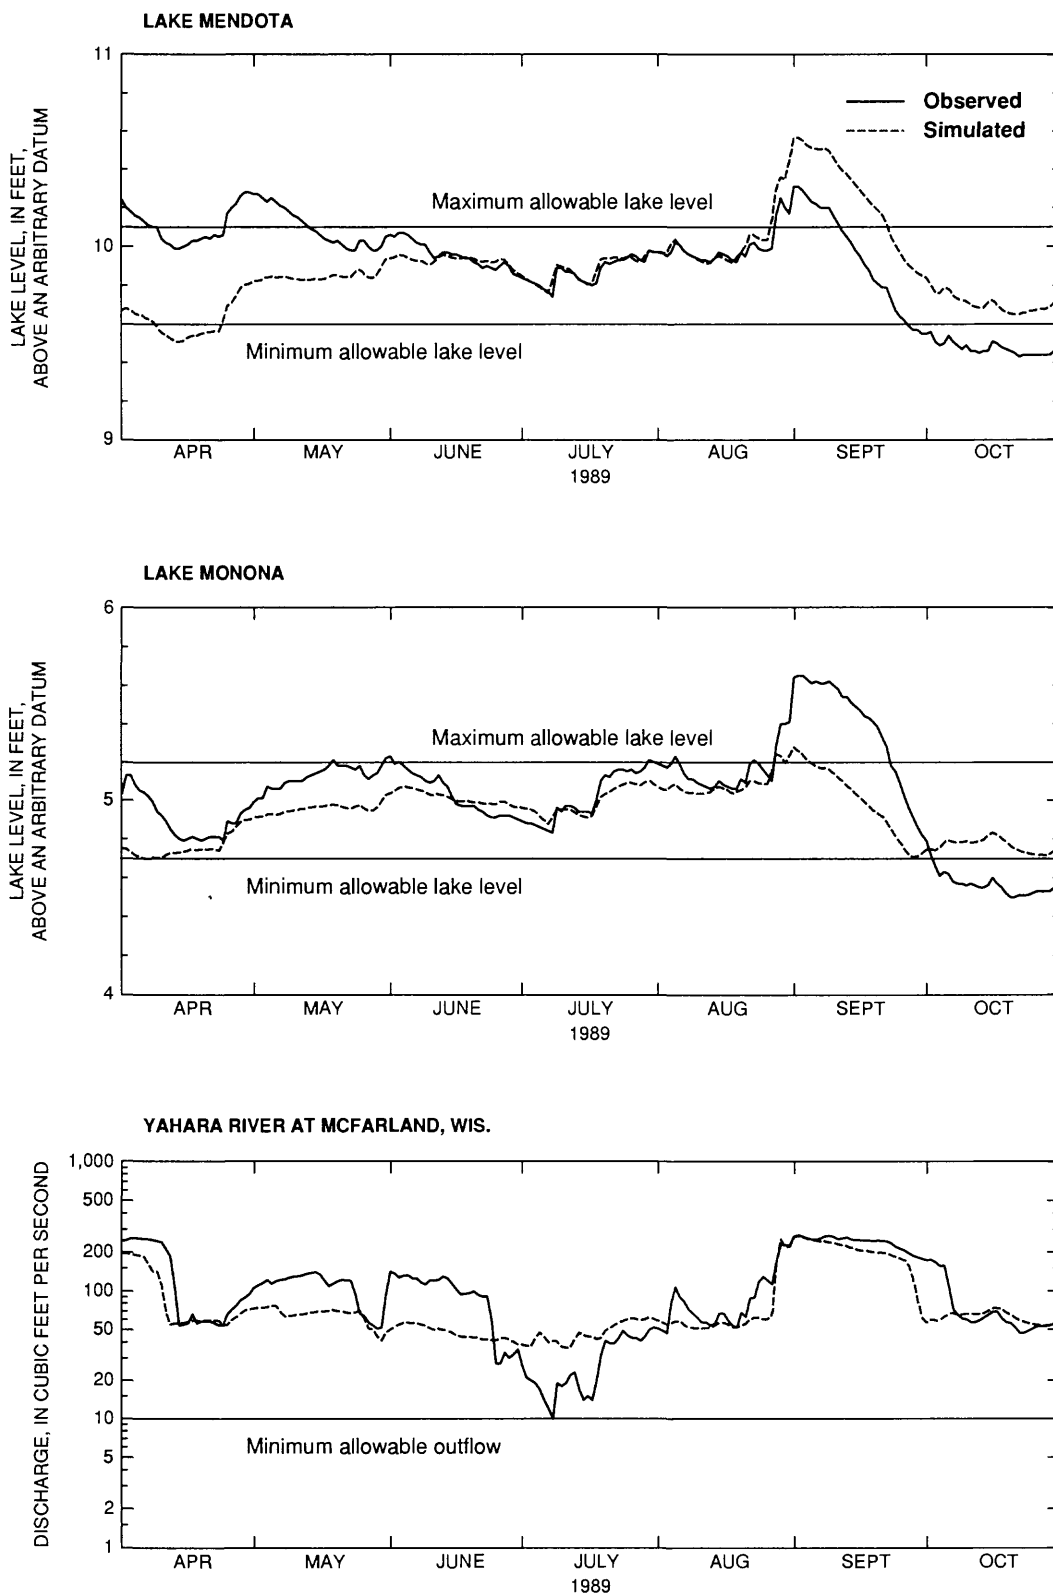 LAKE MENDOTA
LAKE LEVEL, IN FEET,
ABOVE AN ARBITRARY DATUM
11
10
9
Observed
Simulated
Maximum allowable lake level
Minimum allowable lake level
APR MAY JUNE JULY AUG SEPT OCT
1989
LAKE MONONA
LAKE LEVEL, IN FEET,
ABOVE AN ARBITRARY DATUM
6
5
4
Maximum allowable lake level
Minimum allowable lake level
APR MAY JUNE JULY AUG SEPT OCT
1989
YAHARA RIVER AT MCFARLAND, WIS.
DISCHARGE, IN CUBIC FEET PER SECOND
1,000
500
200
100
50
20
10
5
2
1
Minimum allowable outflow
APR MAY JUNE JULY AUG SEPT OCT
1989